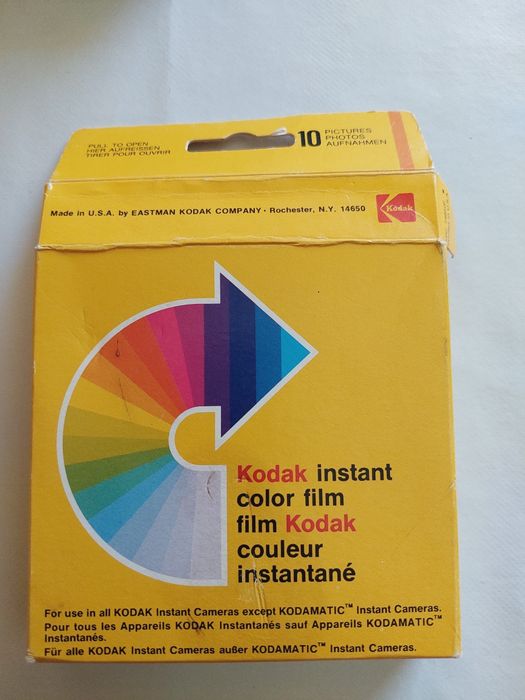 PULL TO OPEN
HIER AUFREISSEN
TIRER POUR OUVRIR
10 PICTURES
PHOTOS
AUFNAHMEN
Made in U.S.A. by EASTMAN KODAK COMPANY · Rochester, N.Y. 14650
Kodak
Kodak instant
color film
film Kodak
couleur
instantané
For use in all KODAK Instant Cameras except KODAMATIC™ Instant Cameras.
Pour tous les Appareils KODAK Instantanés sauf Appareils KODAMATIC™
Instantanés.
Für alle KODAK Instant Cameras außer KODAMATIC™ Instant Cameras.